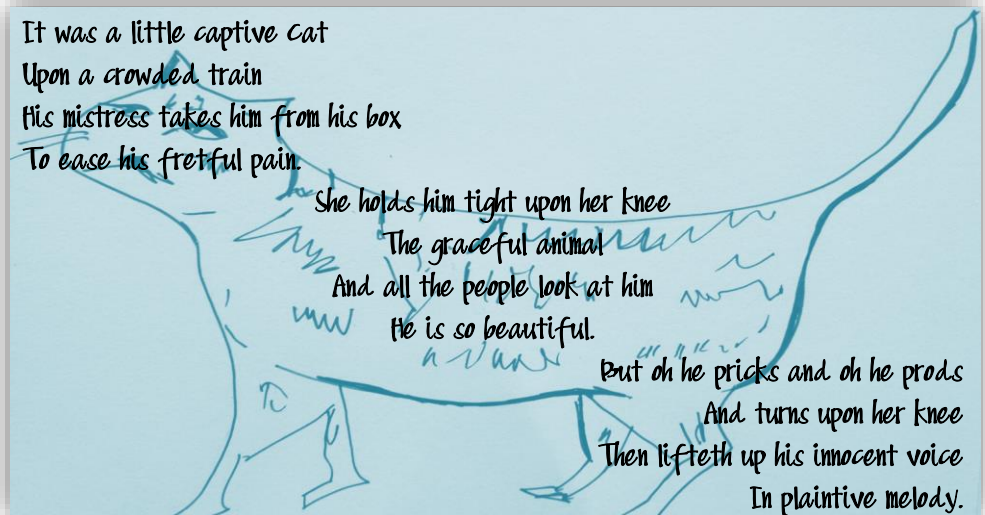 It was a little captive Cat
Upon a crowded train
His mistress takes him from his box
To ease his fretful pain.
She holds him tight upon her knee
The graceful animal
And all the people look at him
He is so beautiful.
But oh he pricks and oh he prods
And turns upon her knee
Then lifteth up his innocent voice
In plaintive melody.